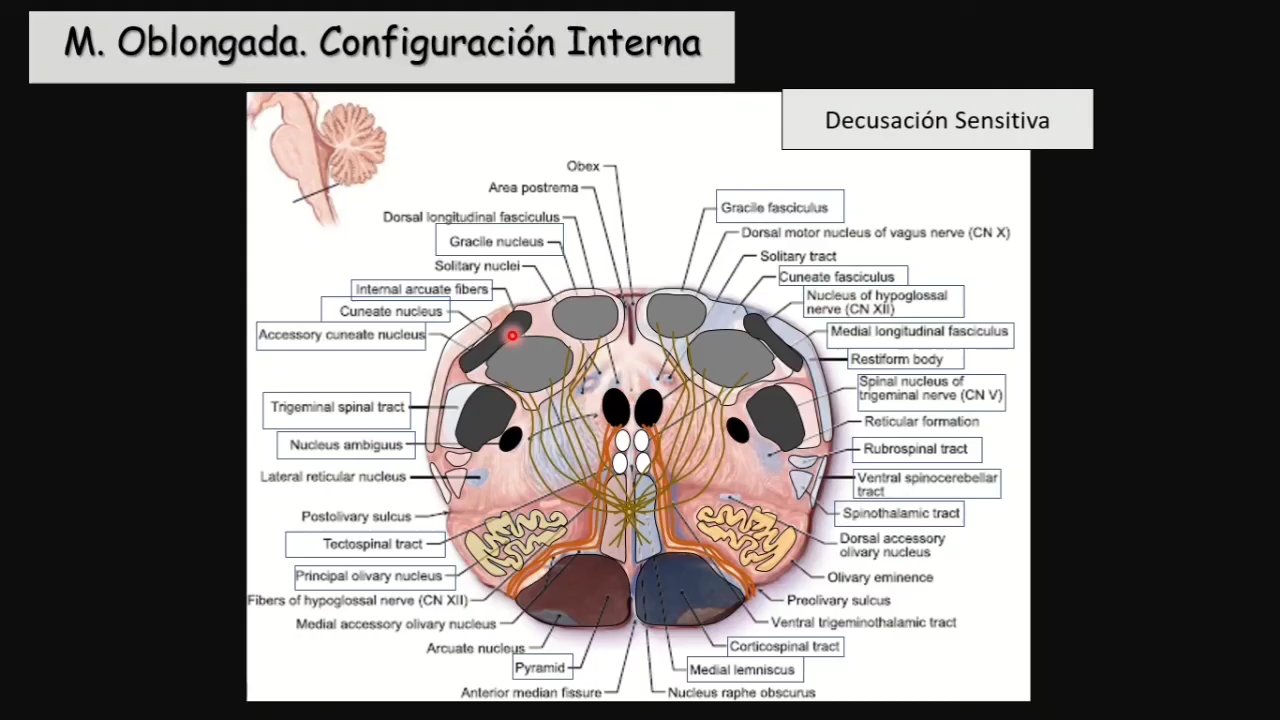 M. Oblongada. Configuración Interna
Decusación Sensitiva
Obex
Area postrema
Dorsal longitudinal fasciculus
Gracile nucleus
Solitary nuclei
Internal arcuate fibers
Cuneate nucleus
Accessory cuneate nucleus
Trigeminal spinal tract
Nucleus ambiguus
Lateral reticular nucleus
Postolivary sulcus
Tectospinal tract
Principal olivary nucleus
Fibers of hypoglossal nerve (CN XII)
Medial accessory olivary nucleus
Arcuate nucleus
Pyramid
Anterior median fissure
Gracile fasciculus
Dorsal motor nucleus of vagus nerve (CN X)
Solitary tract
Cuneate fasciculus
Nucleus of hypoglossal
nerve (CN XII)
Medial longitudinal fasciculus
Restiform body
Spinal nucleus of
trigeminal nerve (CN V)
Reticular formation
Rubrospinal tract
Ventral spinocerebellar
tract
Spinothalamic tract
Dorsal accessory
olivary nucleus
Olivary eminence
Preolivary sulcus
Ventral trigeminothalamic tract
Corticospinal tract
Medial lemniscus
Nucleus raphe obscurus